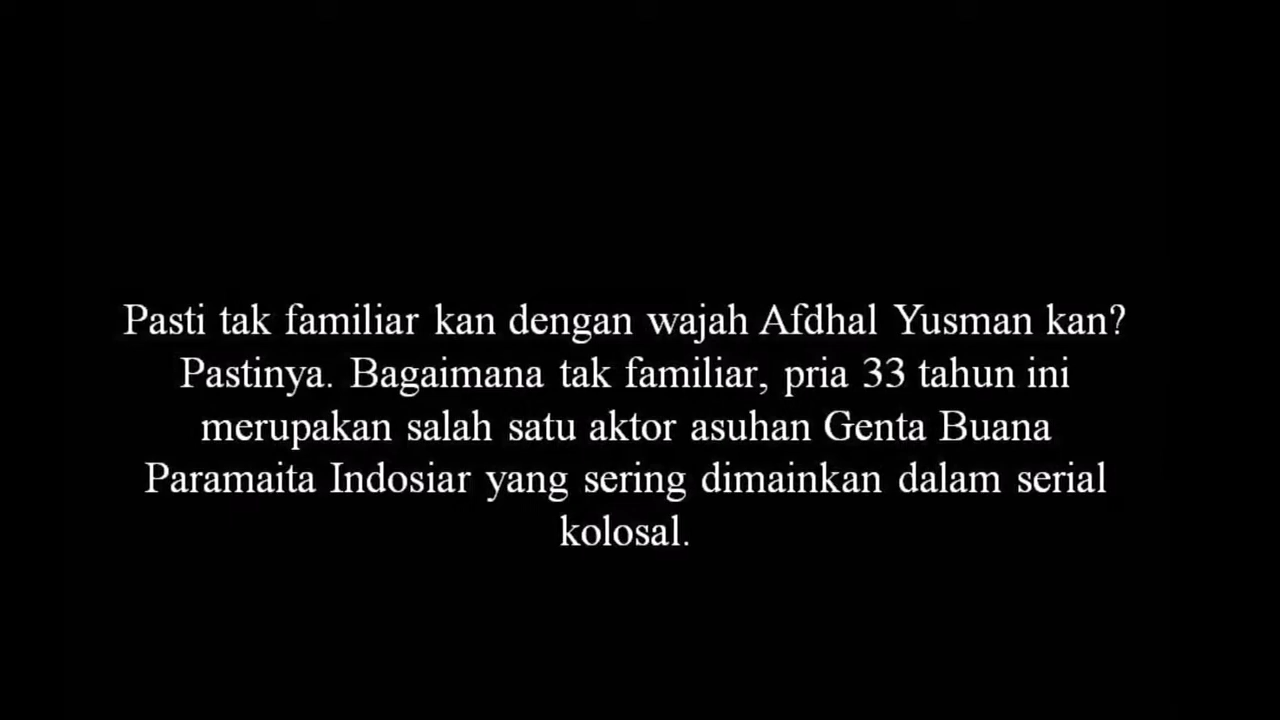 Pasti tak familiar kan dengan wajah Afdhal Yusman kan?
Pastinya. Bagaimana tak familiar, pria 33 tahun ini
merupakan salah satu aktor asuhan Genta Buana
Paramaita Indosiar yang sering dimainkan dalam serial
kolosal.